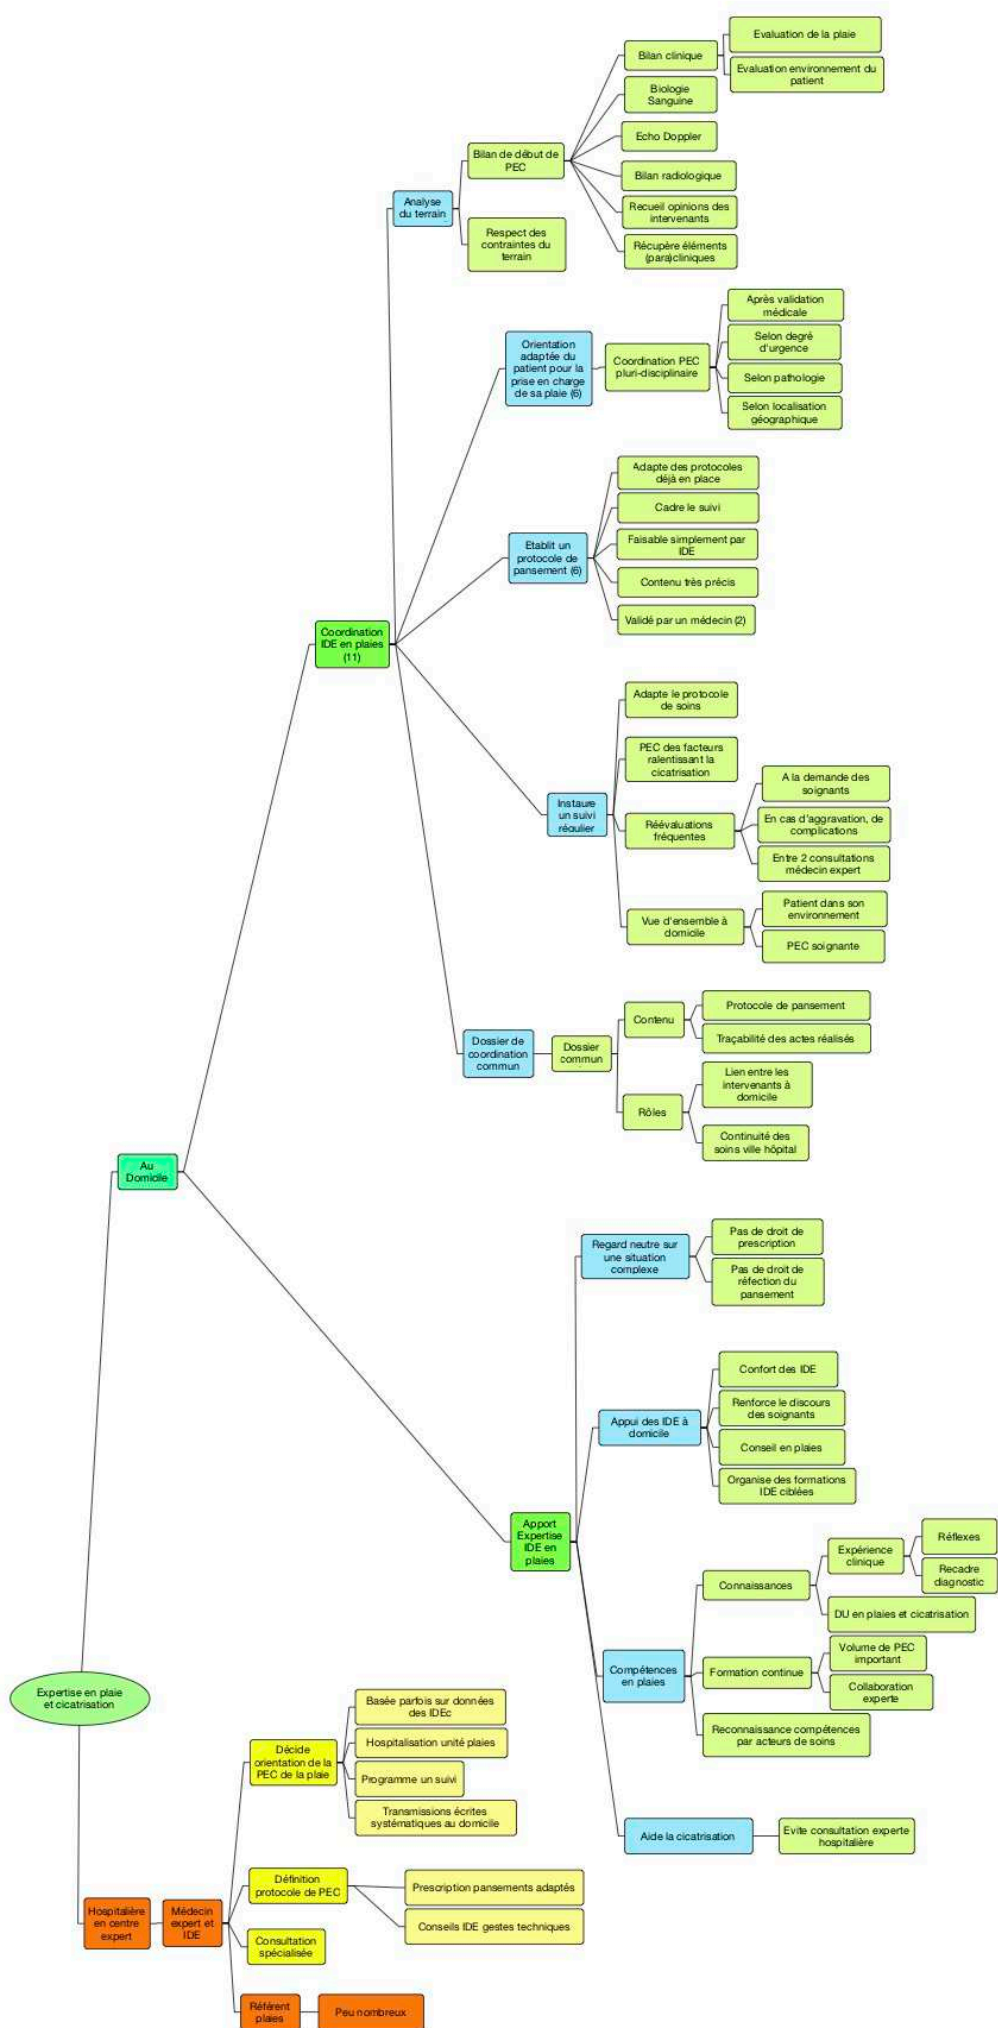 Evaluation de la plaie
Bilan clinique
Evaluation environnement du
patient
Biologie
Sanguine
Echo Doppler
Bilan de début de
PEC
Bilan radiologique
Analyse
du terrain
Recueil opinions des
intervenants
Respect des
contraintes du
terrain
Récupère éléments
(para)cliniques
Après validation
médicale
Orientation
adaptée du
patient pour la
prise en charge
de sa plaie (6)
Coordination PEC
pluri-disciplinaire
Selon degré
d'urgence
Selon pathologie
Selon localisation
géographique
Adapte des protocoles
déjà en place
Cadre le suivi
Etablit un
protocole de
pansement (6)
Faisable simplement par
IDE
Contenu très précis
Validé par un médecin (2)
Coordination
IDE en plaies
(11)
Adapte le protocole
de soins
PEC des facteurs
ralentissant la
cicatrisation
Instaure
un suivi
régulier
Réévaluations
fréquentes
A la demande des
soignants
En cas d'aggravation, de
complications
Entre 2 consultations
médecin expert
Vue d'ensemble à
domicile
Patient dans son
environnement
PEC soignante
Dossier de
coordination
commun
Dossier
commun
Contenu
Protocole de pansement
Traçabilité des actes réalisés
Rôles
Lien entre les
intervenants à
domicile
Continuité des
soins ville hôpital
Au
Domicile
Regard neutre sur
une situation
complexe
Pas de droit de
prescription
Pas de droit de
réfection du
pansement
Confort des IDE
Appui des IDE à
domicile
Renforce le discours
des soignants
Conseil en plaies
Organise des formations
IDE ciblées
Apport
Expertise
IDE en
plaies
Connaissances
Expérience
clinique
Réflexes
Recadre
diagnostic
DU en plaies et cicatrisation
Compétences
en plaies
Formation continue
Volume de PEC
important
Collaboration
experte
Reconnaissance compétences
par acteurs de soins
Aide la cicatrisation
Evite consultation experte
hospitalière
Expertise en plaie
et cicatrisation
Basée parfois sur données
des IDEc
Décide
orientation de la
PEC de la plaie
Hospitalisation unité plaies
Programme un suivi
Transmissions écrites
systématiques au domicile
Définition
protocole de PEC
Prescription pansements adaptés
Conseils IDE gestes techniques
Hospitalière
en centre
expert
Médecin
expert et
IDE
Consultation
spécialisée
Référent
plaies
Peu nombreux